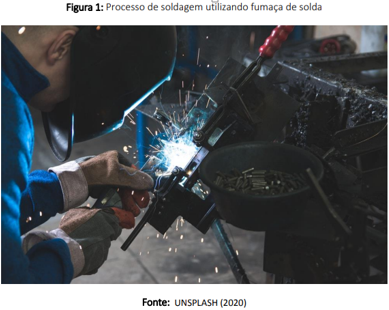 Figura 1: Processo de soldagem utilizando fumaça de solda
Fonte: UNSPLASH (2020)